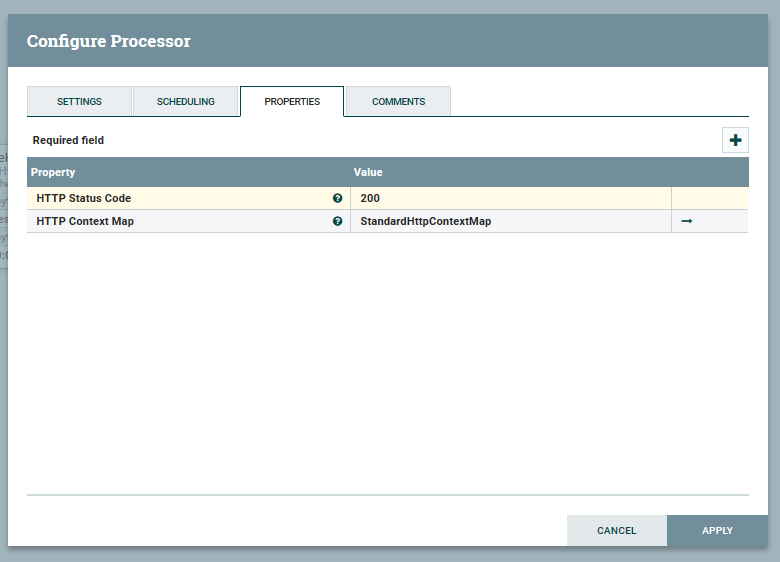 Configure Processor
SETTINGS SCHEDULING PROPERTIES COMMENTS
Required field
Property Value
HTTP Status Code 200
HTTP Context Map StandardHttpContextMap
CANCEL APPLY